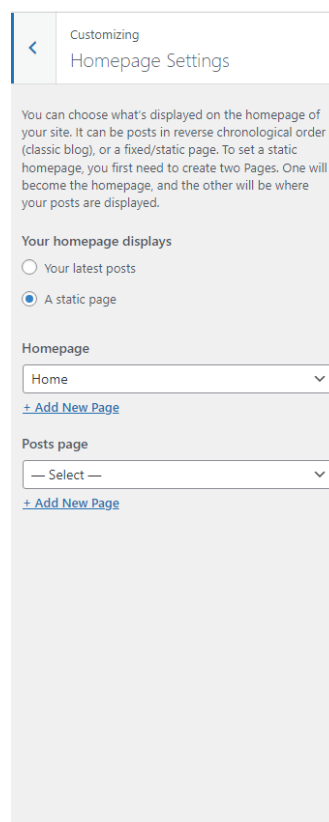 Customizing
Homepage Settings
You can choose what's displayed on the homepage of
your site. It can be posts in reverse chronological order
(classic blog), or a fixed/static page. To set a static
homepage, you first need to create two Pages. One will
become the homepage, and the other will be where
your posts are displayed.
Your homepage displays
Your latest posts
A static page
Homepage
Home
+ Add New Page
Posts page
— Select —
+ Add New Page